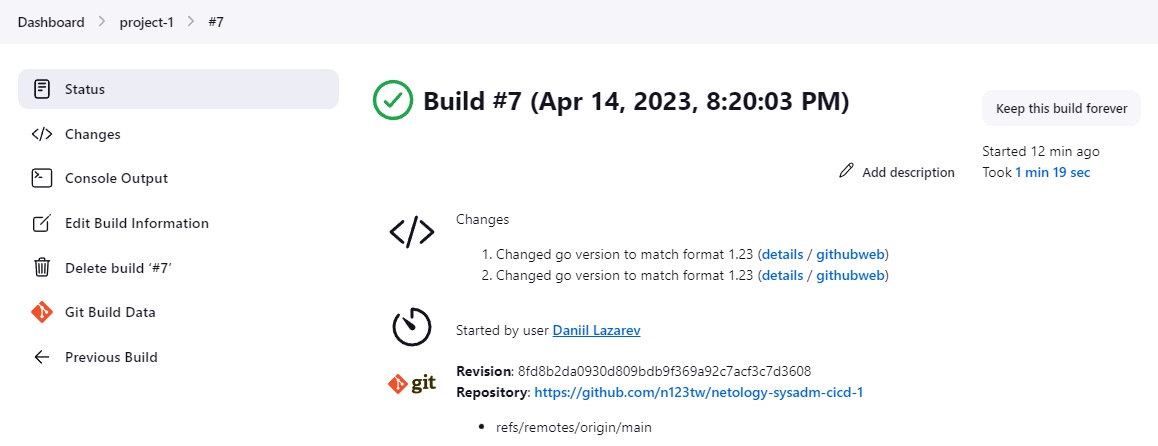 Dashboard > project-1 > #7
Status
Changes
Console Output
Edit Build Information
Delete build ‘#7’
Git Build Data
Previous Build
Build #7 (Apr 14, 2023, 8:20:03 PM)
Keep this build forever
Started 12 min ago
Took 1 min 19 sec
Add description
Changes
1. Changed go version to match format 1.23 (details / githubweb)
2. Changed go version to match format 1.23 (details / githubweb)
Started by user Daniil Lazarev
git
Revision: 8fd8b2da0930d809bdb9f369a92c7acf3c7d3608
Repository: https://github.com/n123tw/netology-sysadm-cicd-1
• refs/remotes/origin/main